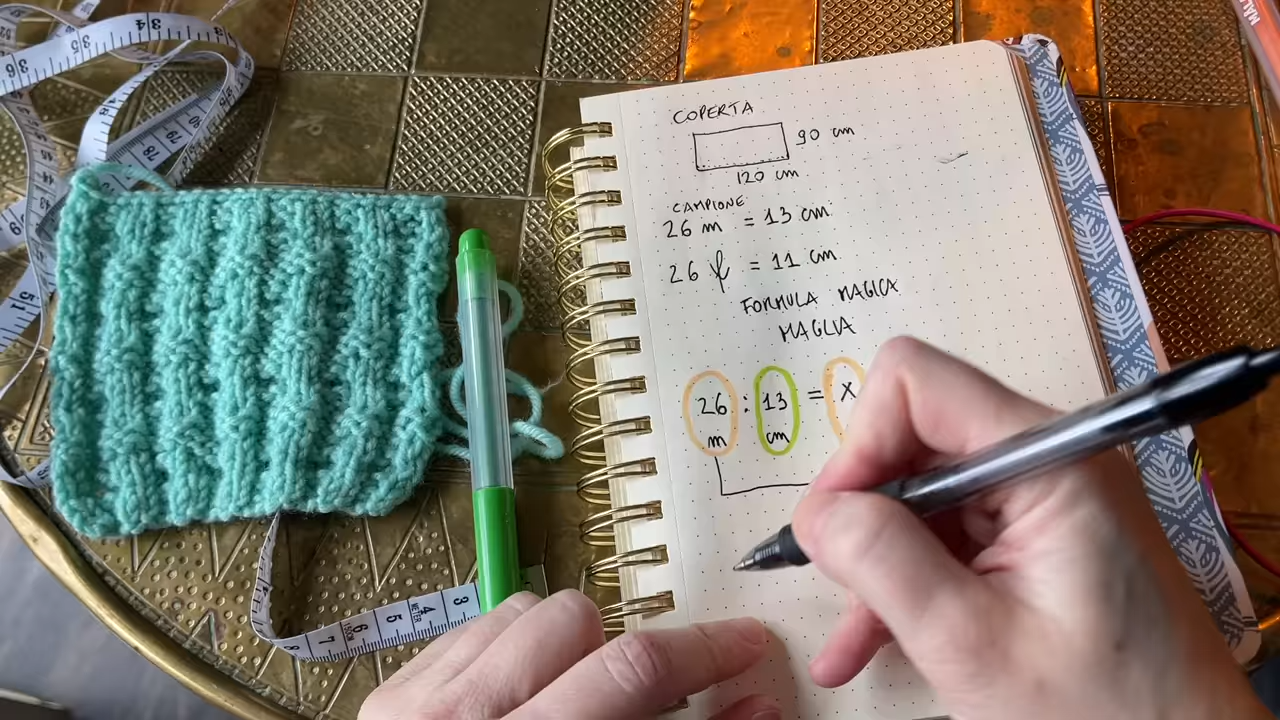 COPERTA
90 cm
120 cm
CAMPIONE
26 m = 13 cm
26 = 11 cm
FORMULA MAGICA
MAGLIA
26 : 13 = x
m cm